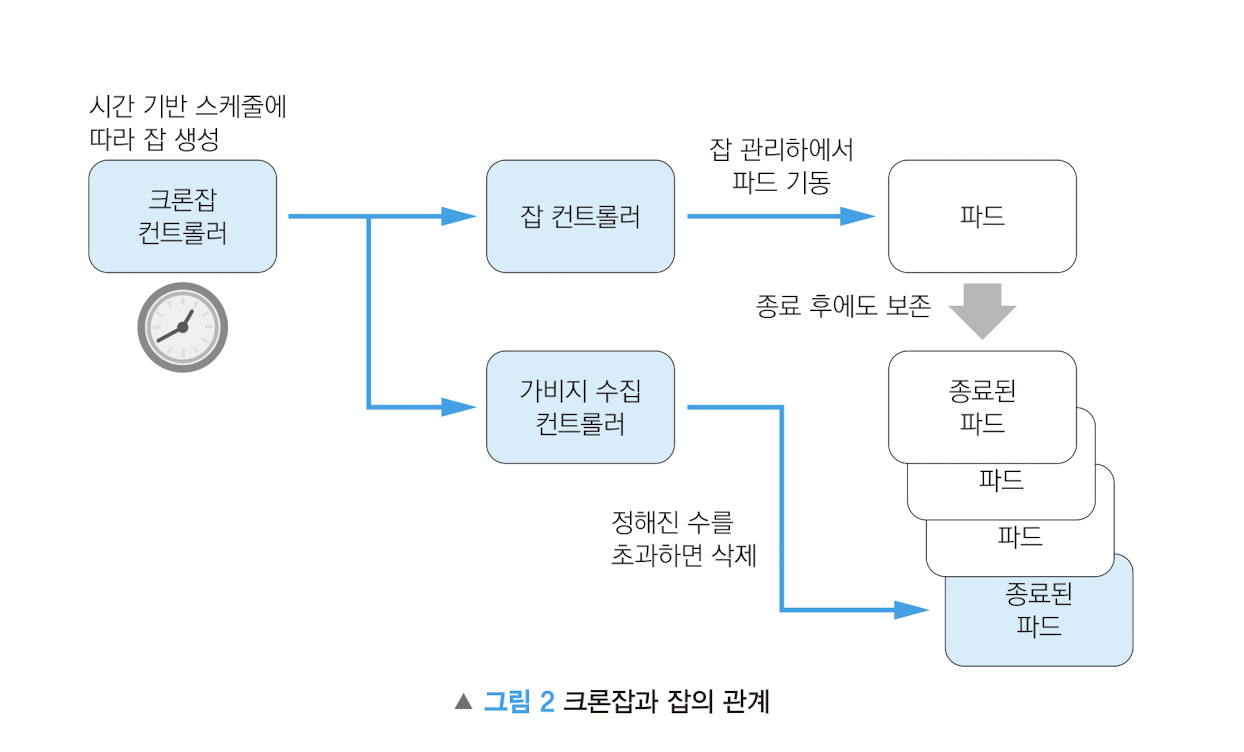 시간 기반 스케줄에
따라 잡 생성
크론잡
컨트롤러
잡 컨트롤러
잡 관리하에서
파드 기동
파드
종료 후에도 보존
가비지 수집
컨트롤러
정해진 수를
초과하면 삭제
종료된
파드
파드
파드
종료된
파드
▲ 그림 2 크론잡과 잡의 관계